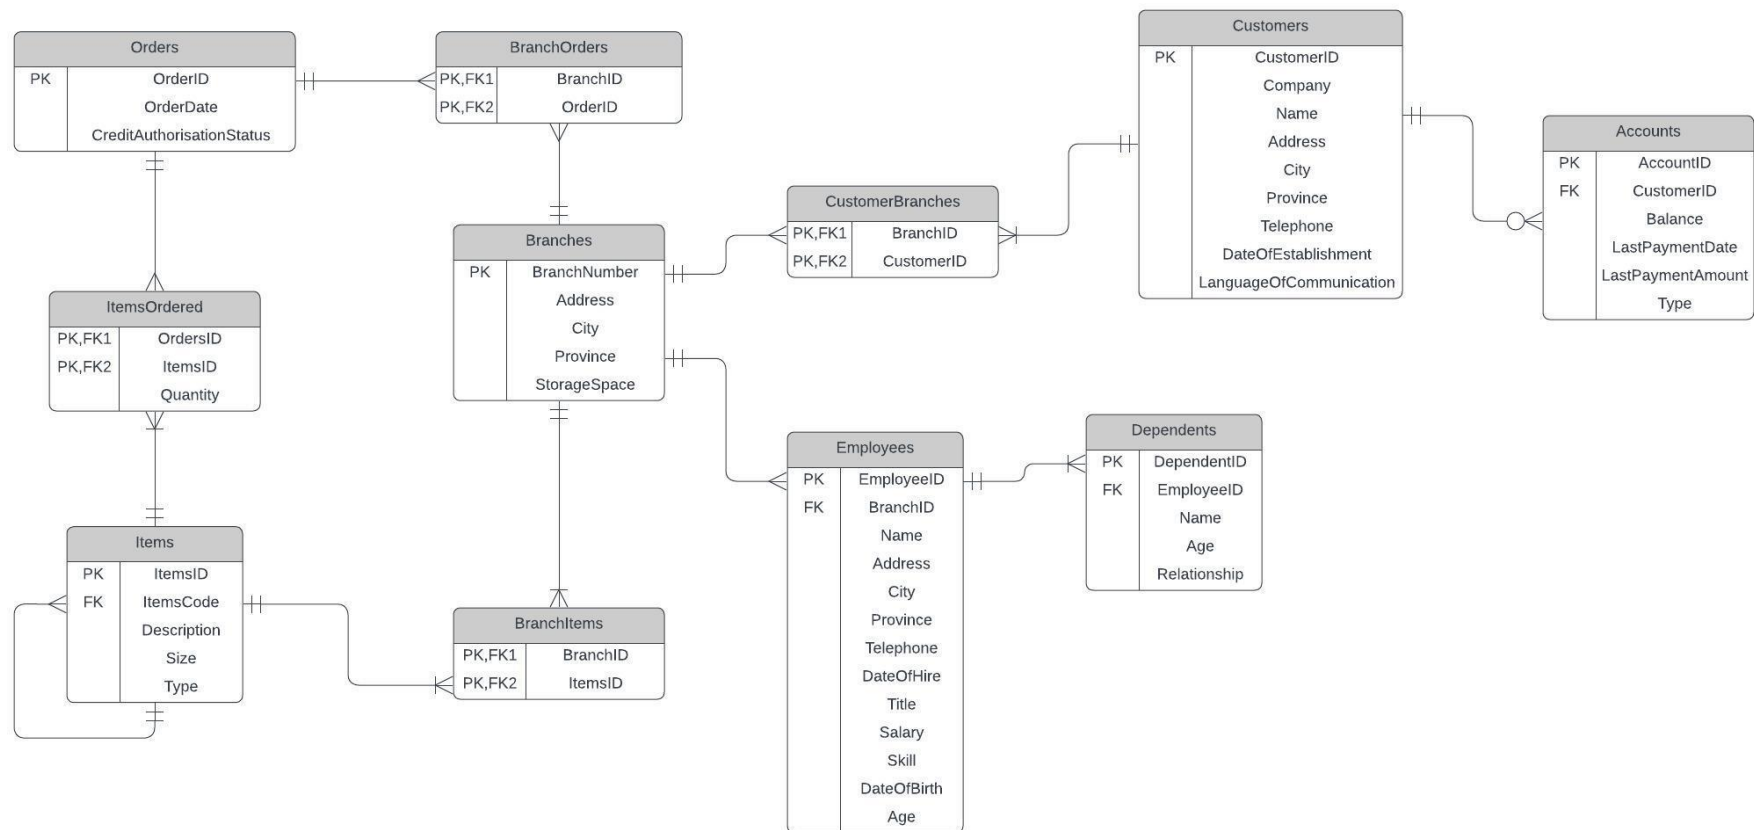 Orders
PK OrderID
OrderDate
CreditAuthorisationStatus
BranchOrders
PK,FK1 BranchID
PK,FK2 OrderID
Customers
PK CustomerID
Company
Name
Address
City
Province
Telephone
DateOfEstablishment
LanguageOfCommunication
Accounts
PK AccountID
FK CustomerID
Balance
LastPaymentDate
LastPaymentAmount
Type
CustomerBranches
PK,FK1 BranchID
PK,FK2 CustomerID
Branches
PK BranchNumber
Address
City
Province
StorageSpace
ItemsOrdered
PK,FK1 OrdersID
PK,FK2 ItemsID
Quantity
Employees
PK EmployeeID
FK BranchID
Name
Address
City
Province
Telephone
DateOfHire
Title
Salary
Skill
DateOfBirth
Age
Dependents
PK DependentID
FK EmployeeID
Name
Age
Relationship
Items
PK ItemsID
FK ItemsCode
Description
Size
Type
BranchItems
PK,FK1 BranchID
PK,FK2 ItemsID